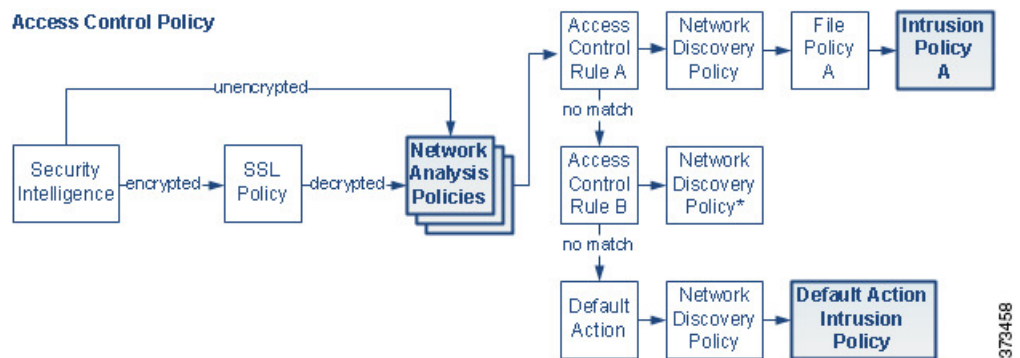 Access Control Policy
Access
Control
Rule A
Network
Discovery
Policy
File
Policy
A
Intrusion
Policy
A
unencrypted
no match
Security
Intelligence
encrypted
SSL
Policy
decrypted
Network
Analysis
Policies
Access
Control
Rule B
Network
Discovery
Policy*
no match
Default
Action
Network
Discovery
Policy
Default Action
Intrusion
Policy
373458